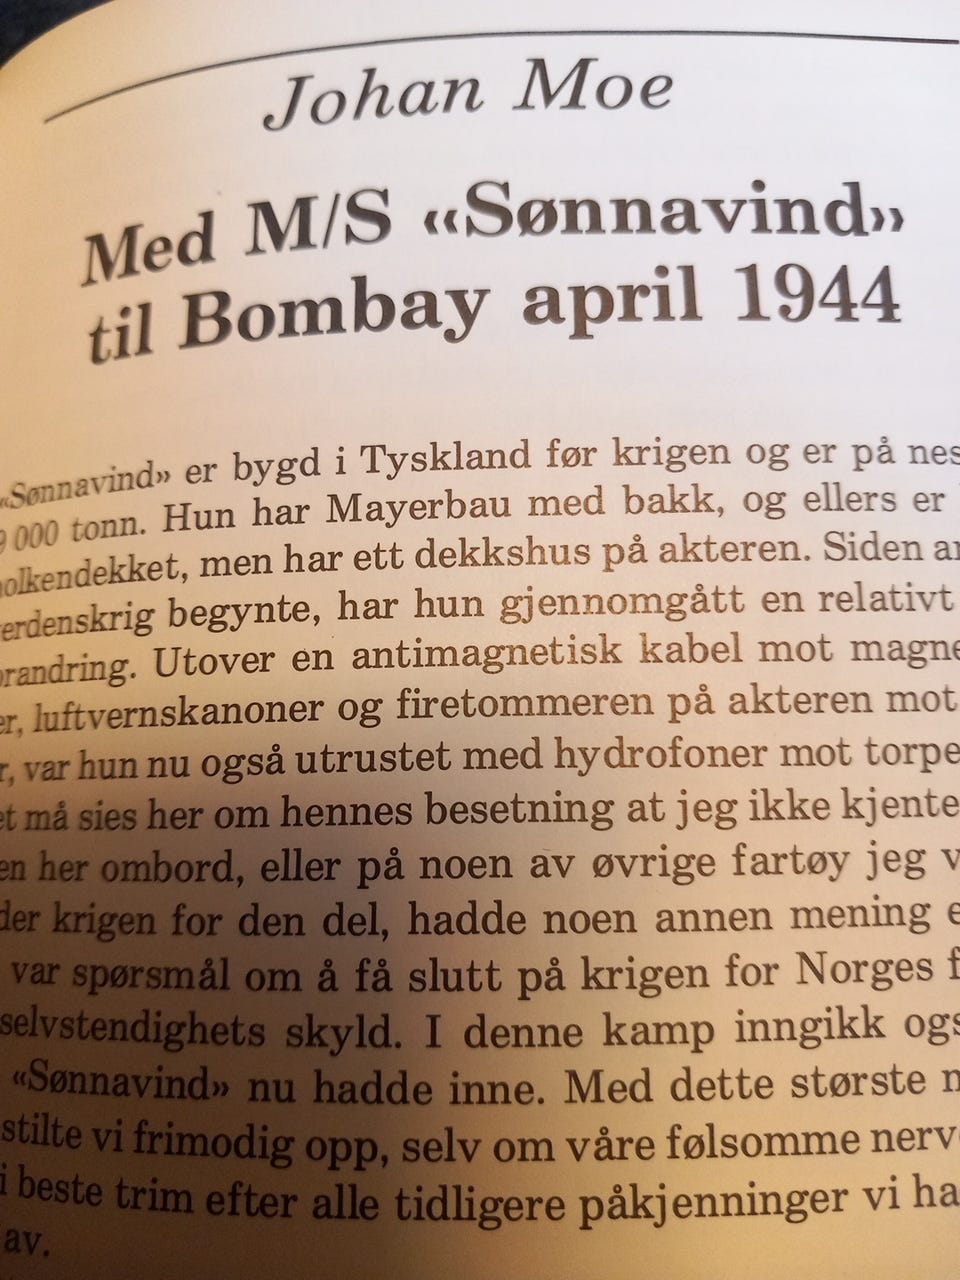 Johan Moe
Med M/S «Sønnavind»
til Bombay april 1944
«Sønnavind» er bygd i Tyskland før krigen og er på nes
9 000 tonn. Hun har Mayerbau med bakk, og ellers er
olkendekket, men har ett dekkshus på akteren. Siden an
erdenskrig begynte, har hun gjennomgått en relativt
randring. Utover en antimagnetisk kabel mot magne
er, luftvernskanoner og firetommeren på akteren mot
r, var hun nu også utrustet med hydrofoner mot torpe
et må sies her om hennes besetning at jeg ikke kjente
en her ombord, eller på noen av øvrige fartøy jeg v
der krigen for den del, hadde noen annen mening e
var spørsmål om å få slutt på krigen for Norges f
selvstendighets skyld. I denne kamp inngikk ogs
«Sønnavind» nu hadde inne. Med dette største n
stilte vi frimodig opp, selv om våre følsomme nerv
i beste trim efter alle tidligere påkjenninger vi ha
av.